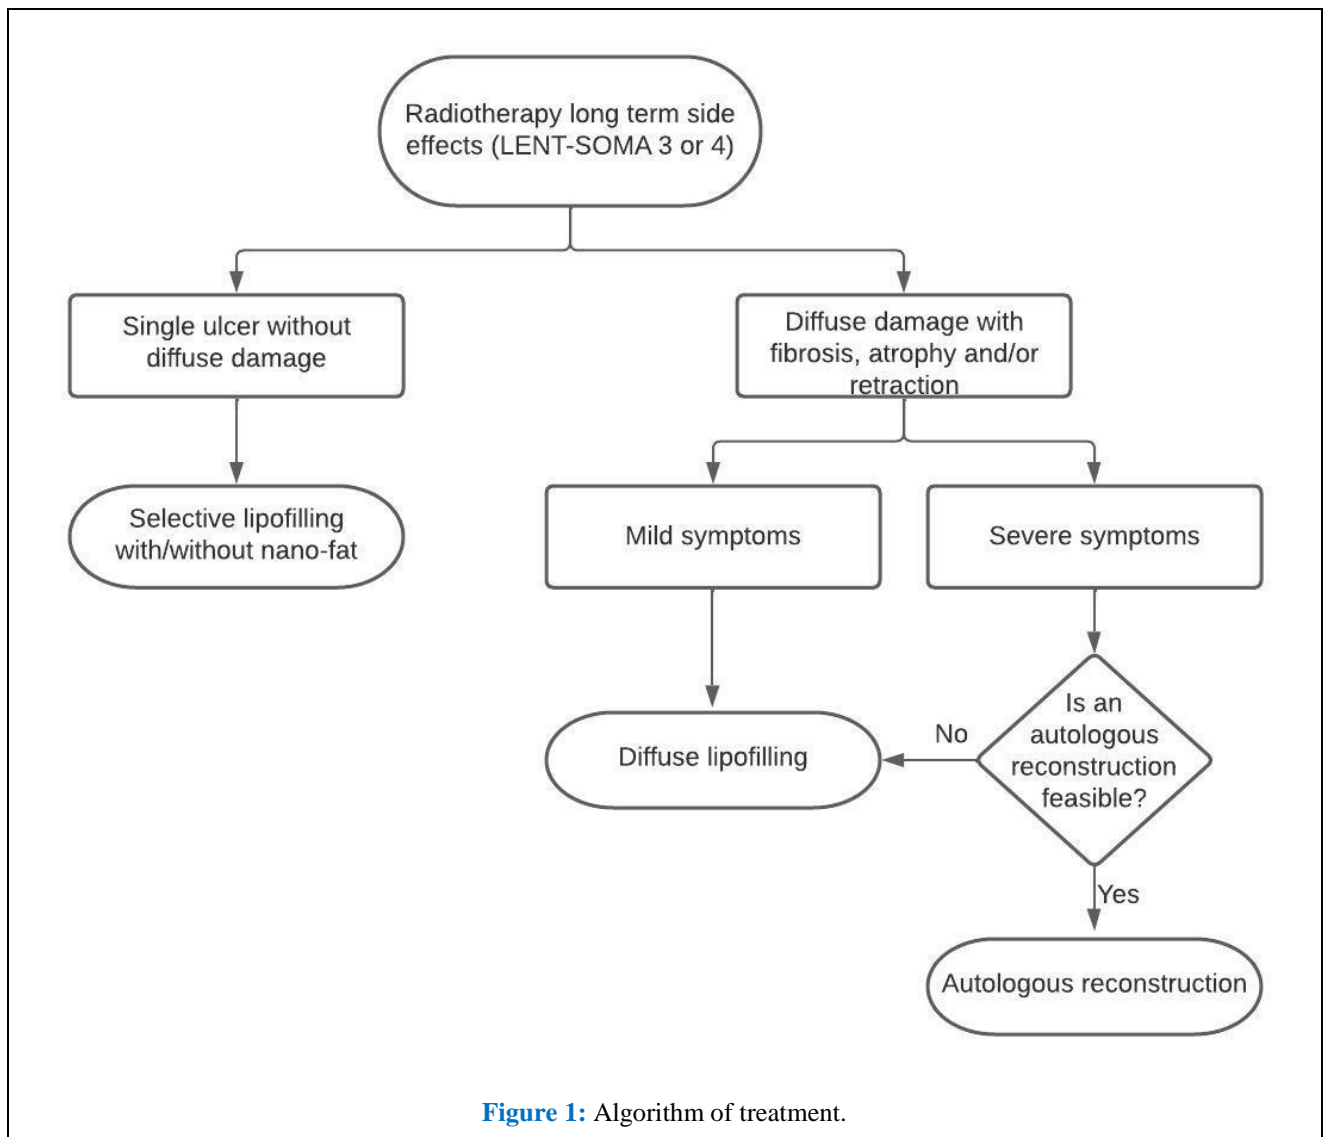 Radiotherapy long term side
effects (LENT-SOMA 3 or 4)
Single ulcer without
diffuse damage
Diffuse damage with
fibrosis, atrophy and/or
retraction
Selective lipofilling
with/without nano-fat
Mild symptoms
Severe symptoms
Diffuse lipofilling
No
Is an
autologous
reconstruction
feasible?
Yes
Autologous reconstruction
Figure 1: Algorithm of treatment.